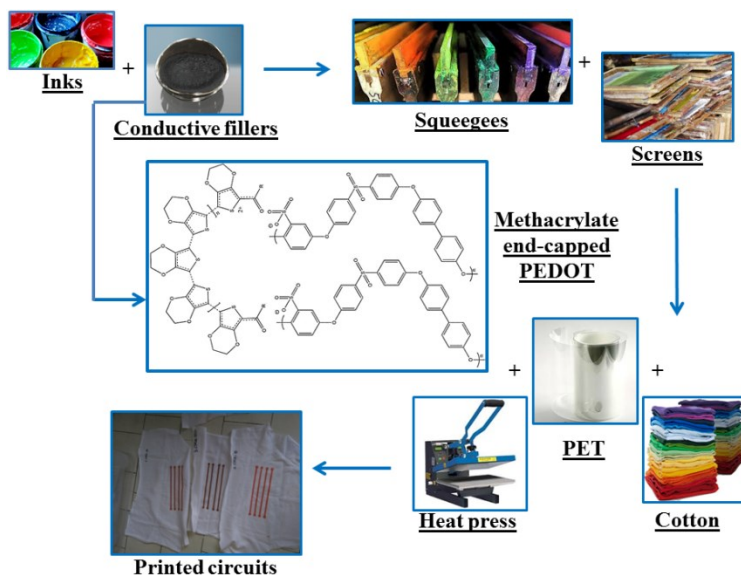 Inks
+
Conductive fillers
Squeegees
+
Screens
Methacrylate
end-capped
PEDOT
+
PET
+
Cotton
Heat press
Printed circuits